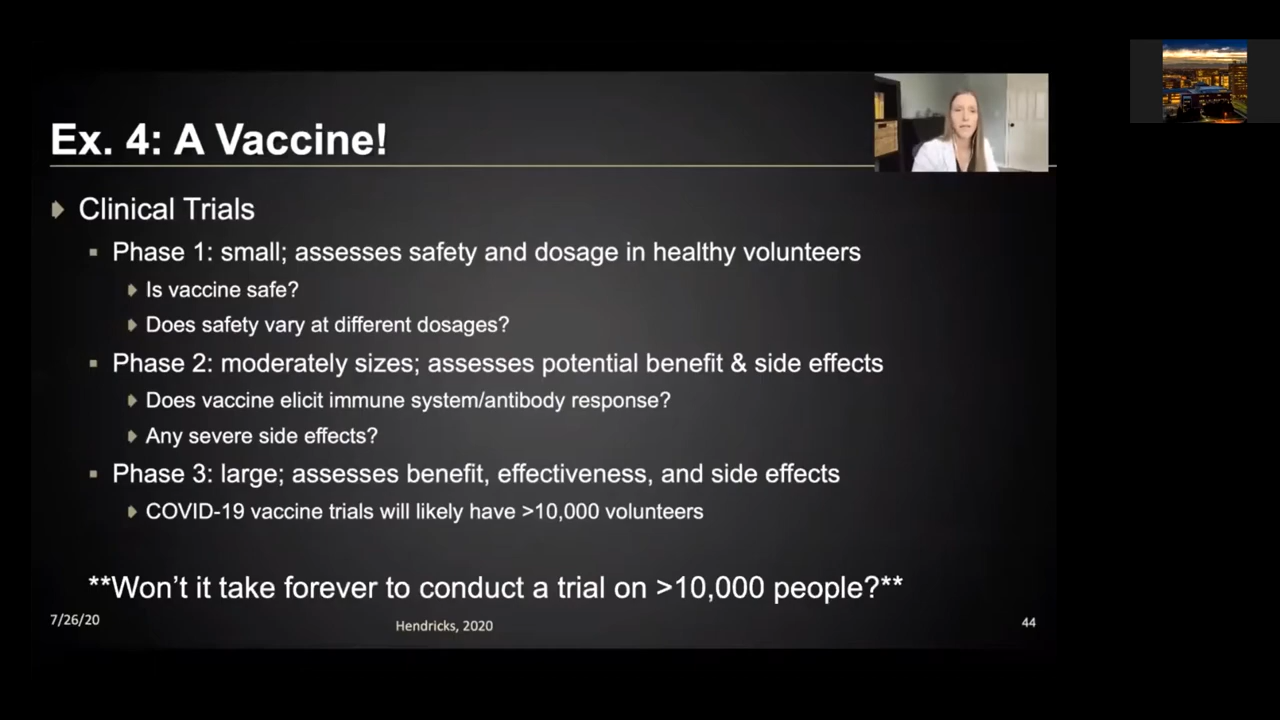 Ex. 4: A Vaccine!
Clinical Trials
Phase 1: small; assesses safety and dosage in healthy volunteers
Is vaccine safe?
Does safety vary at different dosages?
Phase 2: moderately sizes; assesses potential benefit & side effects
Does vaccine elicit immune system/antibody response?
Any severe side effects?
Phase 3: large; assesses benefit, effectiveness, and side effects
COVID-19 vaccine trials will likely have >10,000 volunteers
**Won’t it take forever to conduct a trial on >10,000 people?**
7/26/20
Hendricks, 2020
44